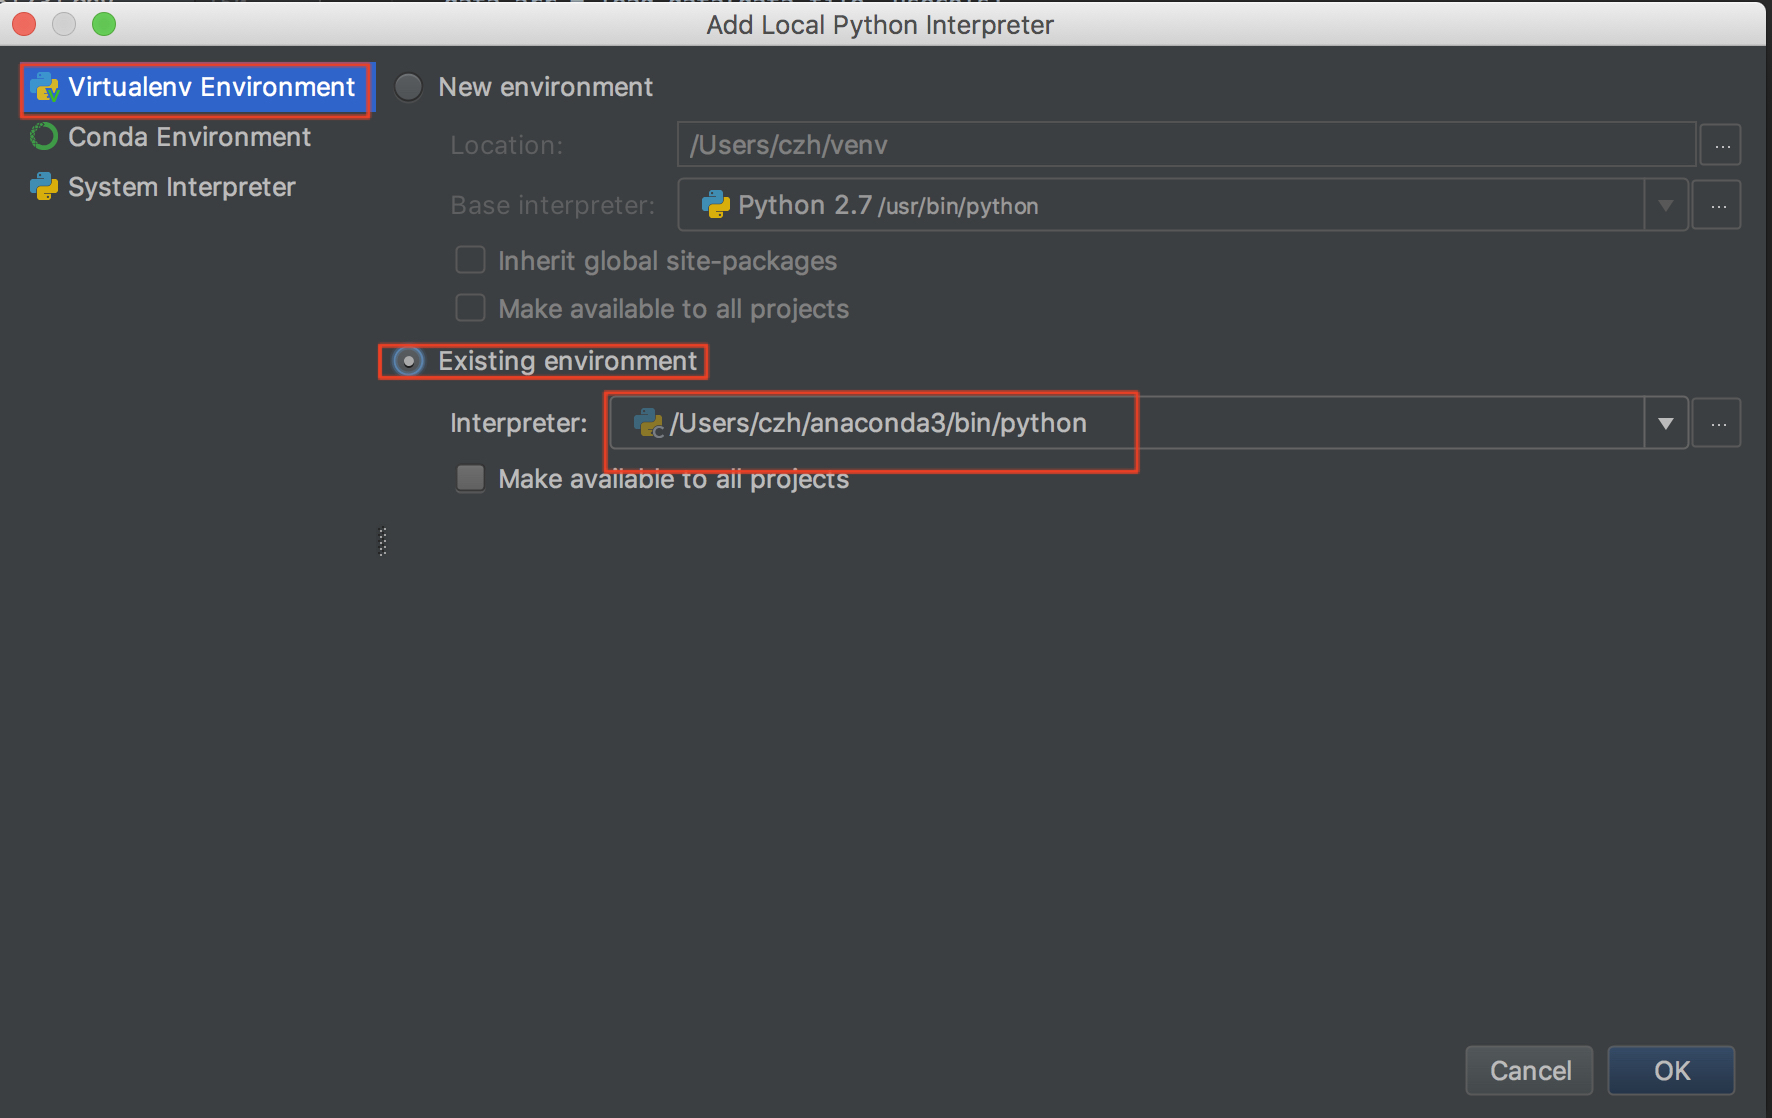 Add Local Python Interpreter
Virtualenv Environment
Conda Environment
System Interpreter
New environment
Location: /Users/czh/venv ...
Base interpreter: Python 2.7 /usr/bin/python ...
Inherit global site-packages
Make available to all projects
Existing environment
Interpreter: /Users/czh/anaconda3/bin/python ...
Make available to all projects
Cancel OK